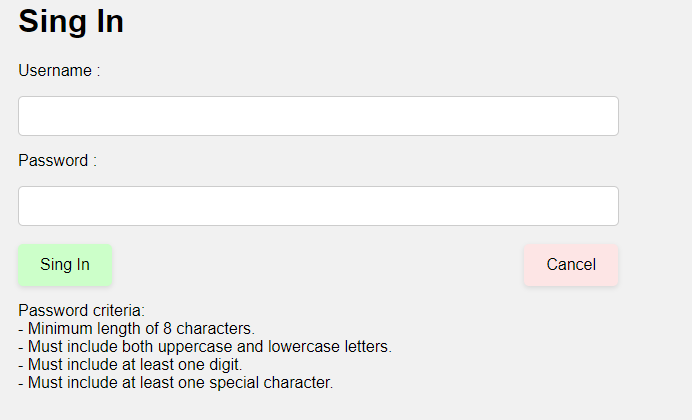 Sing In
Username :
Password :
Sing In
Cancel
Password criteria:
- Minimum length of 8 characters.
- Must include both uppercase and lowercase letters.
- Must include at least one digit.
- Must include at least one special character.